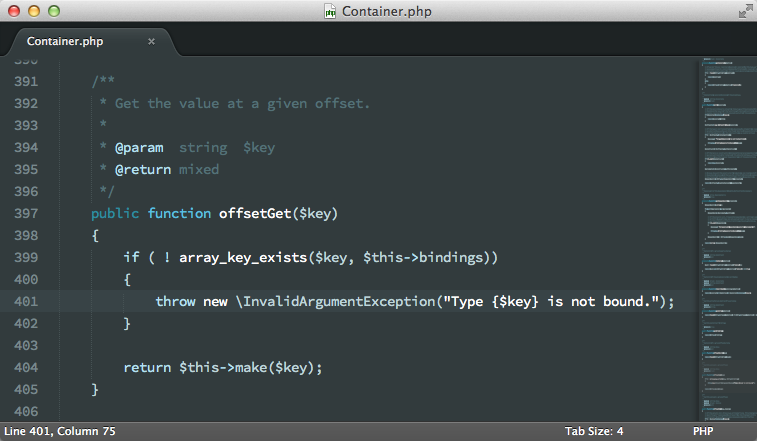 Container.php
Container.php ×
390
391 /**
392 * Get the value at a given offset.
393 *
394 * @param  string  $key
395 * @return mixed
396 */
397 public function offsetGet($key)
398 {
399 if ( ! array_key_exists($key, $this->bindings))
400 {
401 throw new \InvalidArgumentException("Type {$key} is not bound.");
402 }
403
404 return $this->make($key);
405 }
406
Line 401, Column 75 Tab Size: 4 PHP